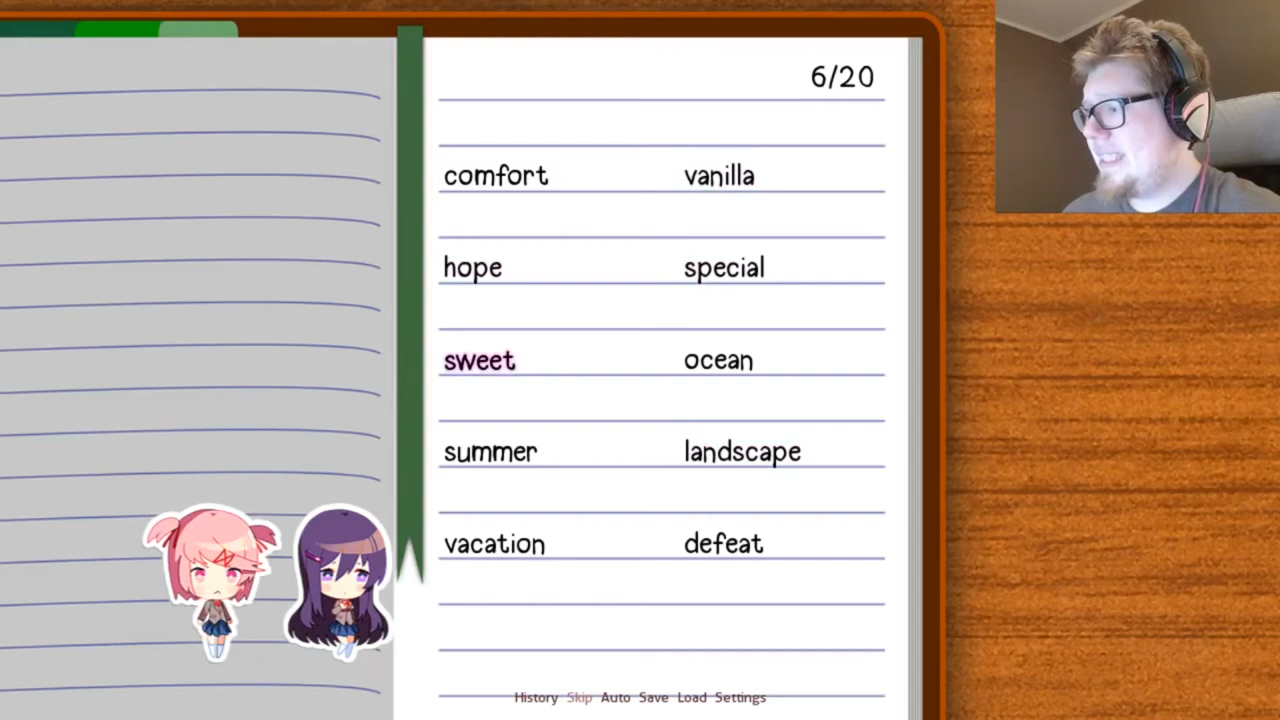 6/20
comfort vanilla
hope special
sweet ocean
summer landscape
vacation defeat
History Skip Auto Save Load Settings